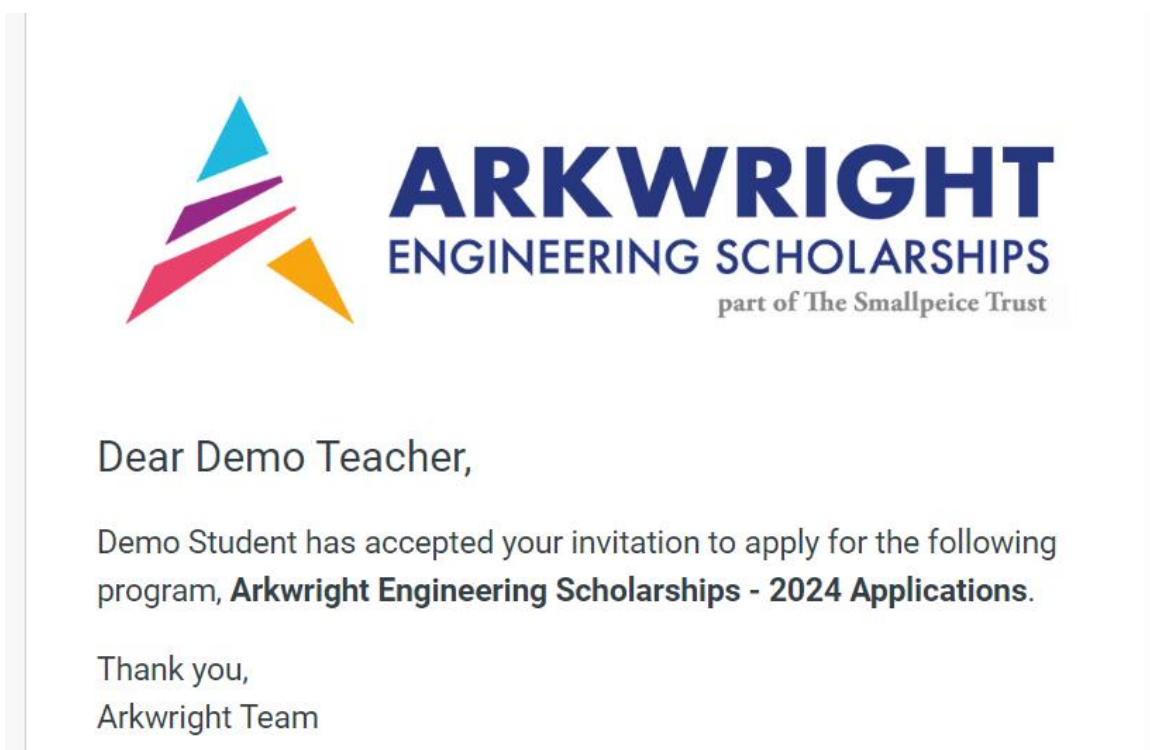 ARKWRIGHT
ENGINEERING SCHOLARSHIPS
part of The Smallpeice Trust
Dear Demo Teacher,
Demo Student has accepted your invitation to apply for the following
program, Arkwright Engineering Scholarships - 2024 Applications.
Thank you,
Arkwright Team